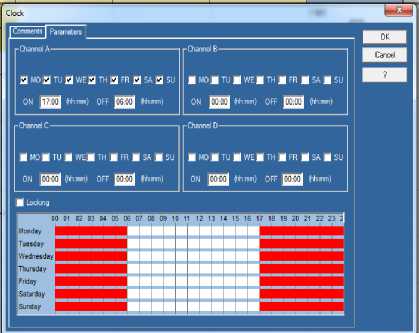 Clock
Comments Parameters
OK
Cancel
?
Channel A
MO TU WE TH FR SA SU
ON 17:00 (hh:mm) OFF 06:00 (hh:mm)
Channel B
MO TU WE TH FR SA SU
ON 00:00 (hh:mm) OFF 00:00 (hh:mm)
Channel C
MO TU WE TH FR SA SU
ON 00:00 (hh:mm) OFF 00:00 (hh:mm)
Channel D
MO TU WE TH FR SA SU
ON 00:00 (hh:mm) OFF 00:00 (hh:mm)
Locking
00 01 02 03 04 05 06 07 08 09 10 11 12 13 14 15 16 17 18 19 20 21 22 23 2
Monday
Tuesday
Wednesday
Thursday
Friday
Saturday
Sunday